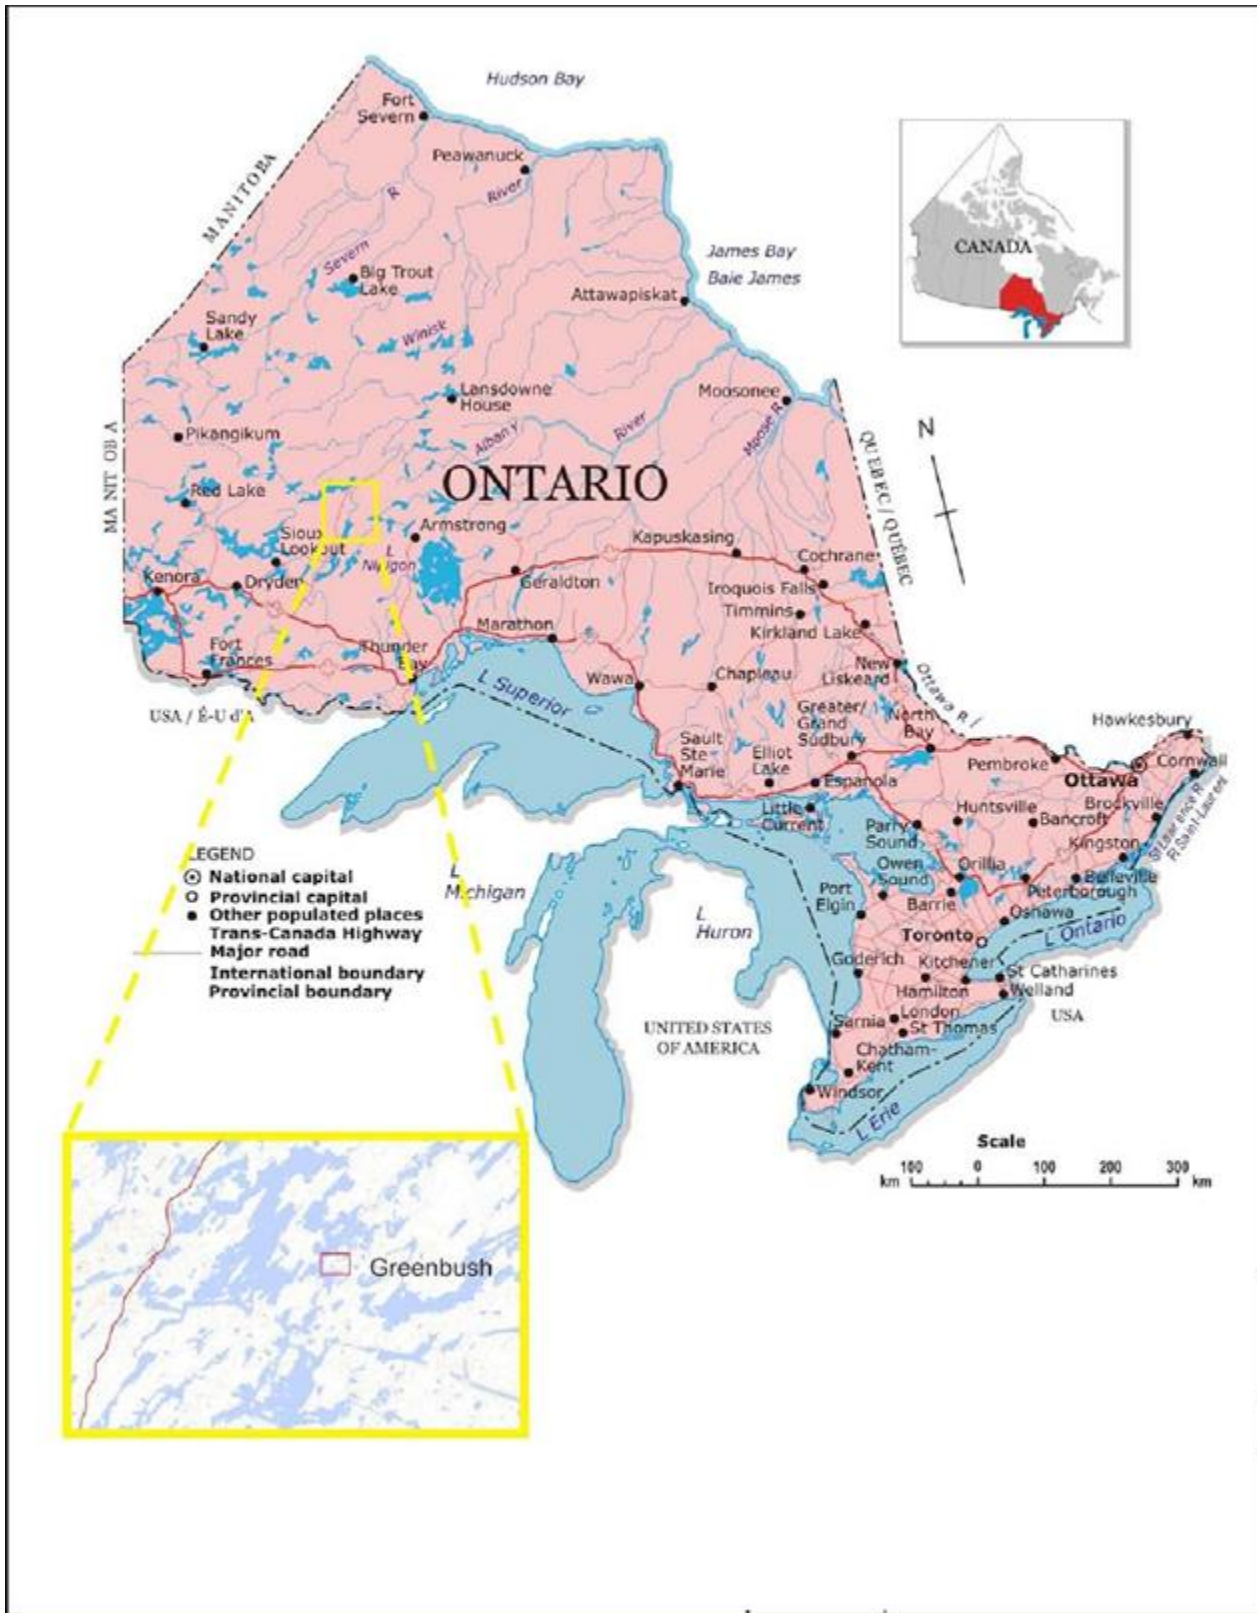 Hudson Bay
Fort
Severn
Peawanuck
River
R
MANITOBA
Severn
Big Trout
Lake
James Bay
Baie James
CANADA
Attawapiskat
Sandy
Lake
Winisk
Lansdowne
House
Moosonee
Moose R
Albany
River
Pikangikum
MANITOBA
ONTARIO
QUEBEC / QUÉBEC
N
Red Lake
Armstrong
Sioux
Lookout
L
Nipigon
Kapuskasing
Cochrane
Kenora
Dryden
Geraldton
Iroquois Falls
Timmins
Kirkland Lake
Marathon
Fort
Frances
Thunder
Bay
Wawa
Chapleau
New
Liskeard
Ottawa R
L Superior
USA / É-U d'A
Greater/
Grand
Sudbury
North
Bay
Hawkesbury
Sault
Ste
Marie
Elliot
Lake
Espanola
Pembroke
Ottawa
Cornwall
Little
Current
Parry
Sound
Huntsville
Bancroft
Brockville
Kingston
St Lawrence R
R Saint-Laurent
Owen
Sound
Orillia
Belleville
Peterborough
Port
Elgin
Barrie
Oshawa
L
Michigan
L
Huron
Toronto
L Ontario
Goderich
Kitchener
St Catharines
Hamilton
Welland
London
Sarnia
St Thomas
USA
UNITED STATES
OF AMERICA
Chatham-
Kent
Windsor
L Erie
LEGEND
National capital
Provincial capital
Other populated places
Trans-Canada Highway
Major road
International boundary
Provincial boundary
Scale
100 0 100 200 300
km km
Greenbush